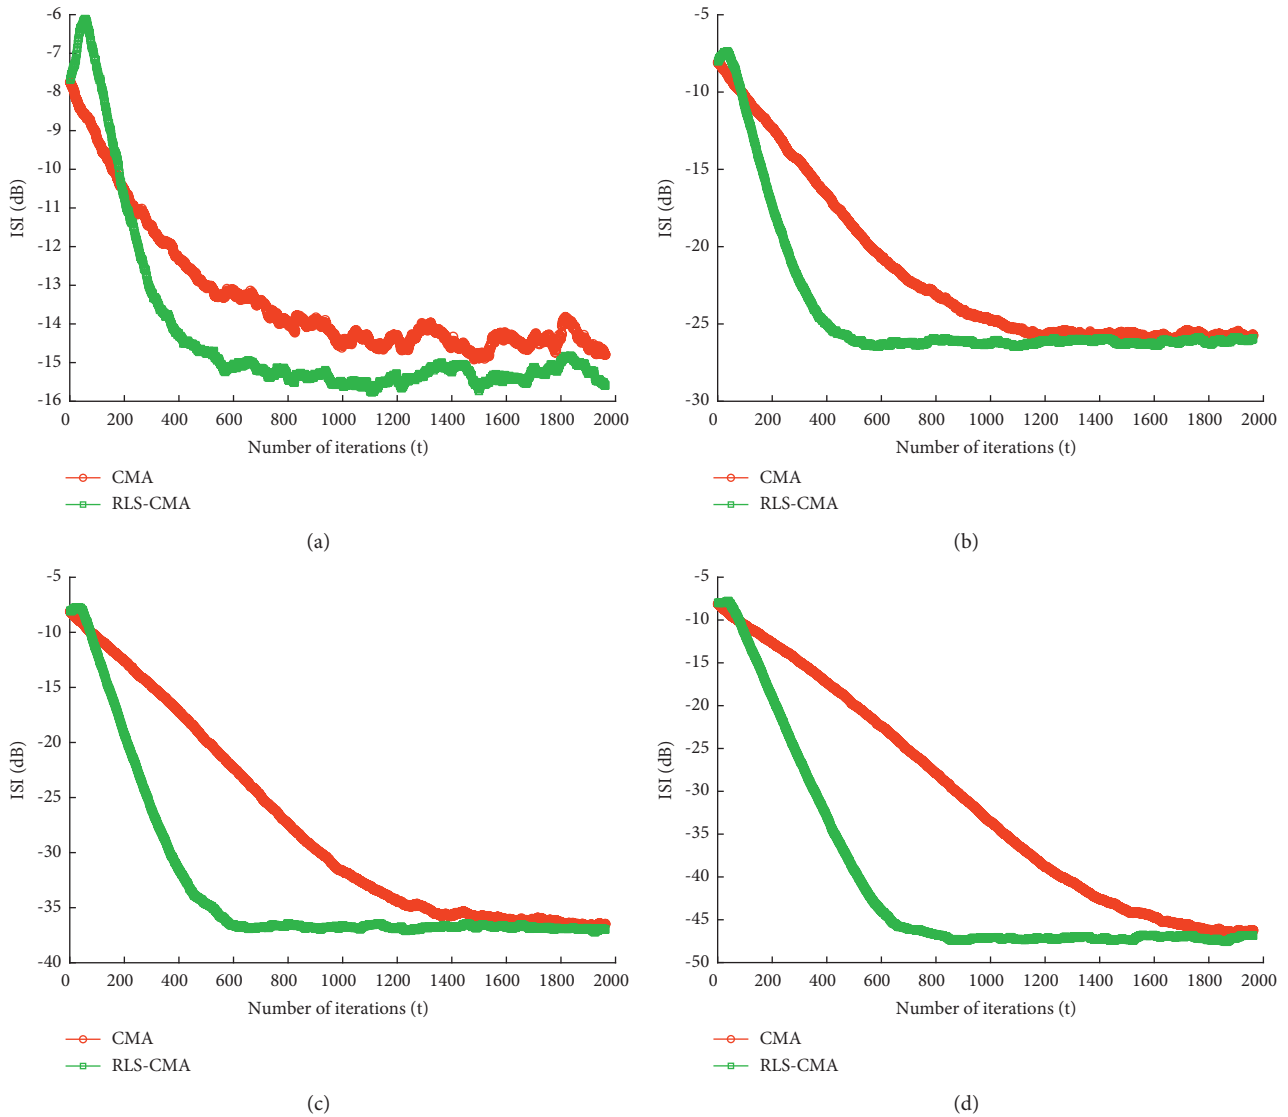 -6
-7
-8
-9
-10
-11
-12
-13
-14
-15
-16
ISI (dB)
0 200 400 600 800 1000 1200 1400 1600 1800 2000
Number of iterations (t)
CMA
RLS-CMA
(a)
-5
-10
-15
-20
-25
-30
ISI (dB)
0 200 400 600 800 1000 1200 1400 1600 1800 2000
Number of iterations (t)
CMA
RLS-CMA
(b)
-5
-10
-15
-20
-25
-30
-35
-40
ISI (dB)
0 200 400 600 800 1000 1200 1400 1600 1800 2000
Number of iterations (t)
CMA
RLS-CMA
(c)
-5
-10
-15
-20
-25
-30
-35
-40
-45
-50
ISI (dB)
0 200 400 600 800 1000 1200 1400 1600 1800 2000
Number of iterations (t)
CMA
RLS-CMA
(d)